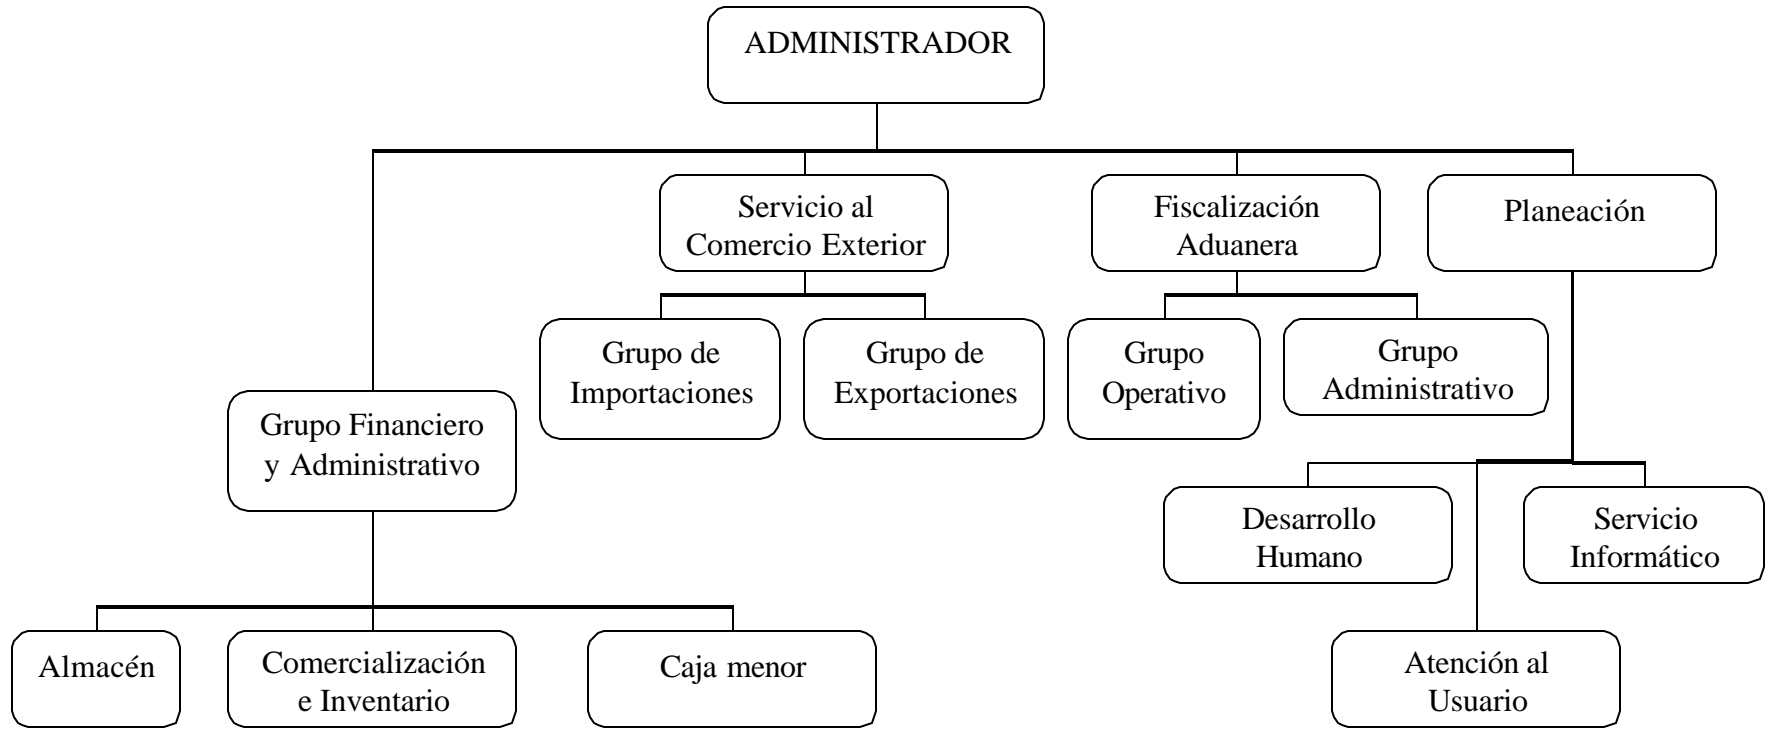 ADMINISTRADOR
Servicio al
Comercio Exterior
Fiscalización
Aduanera
Planeación
Grupo de
Importaciones
Grupo de
Exportaciones
Grupo
Operativo
Grupo
Administrativo
Grupo Financiero
y Administrativo
Desarrollo
Humano
Servicio
Informático
Almacén
Comercialización
e Inventario
Caja menor
Atención al
Usuario